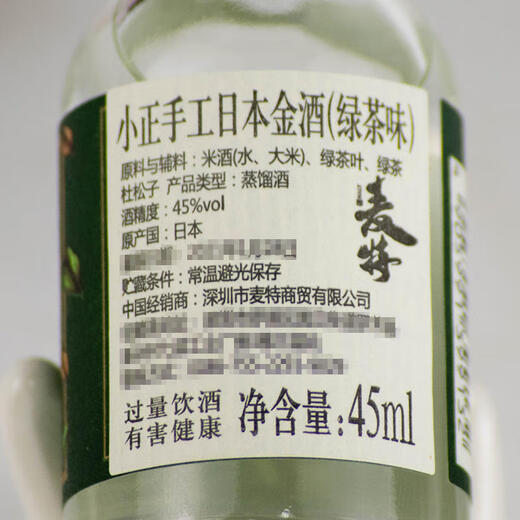 小正手工日本金酒(绿茶味)
原料与辅料：米酒(水、大米)、绿茶叶、绿茶
杜松子 产品类型：蒸馏酒
酒精度：45%vol
原产国：日本
贮藏条件：常温避光保存
中国经销商：深圳市麦特商贸有限公司
麦特
过量饮酒
有害健康
净含量:45ml